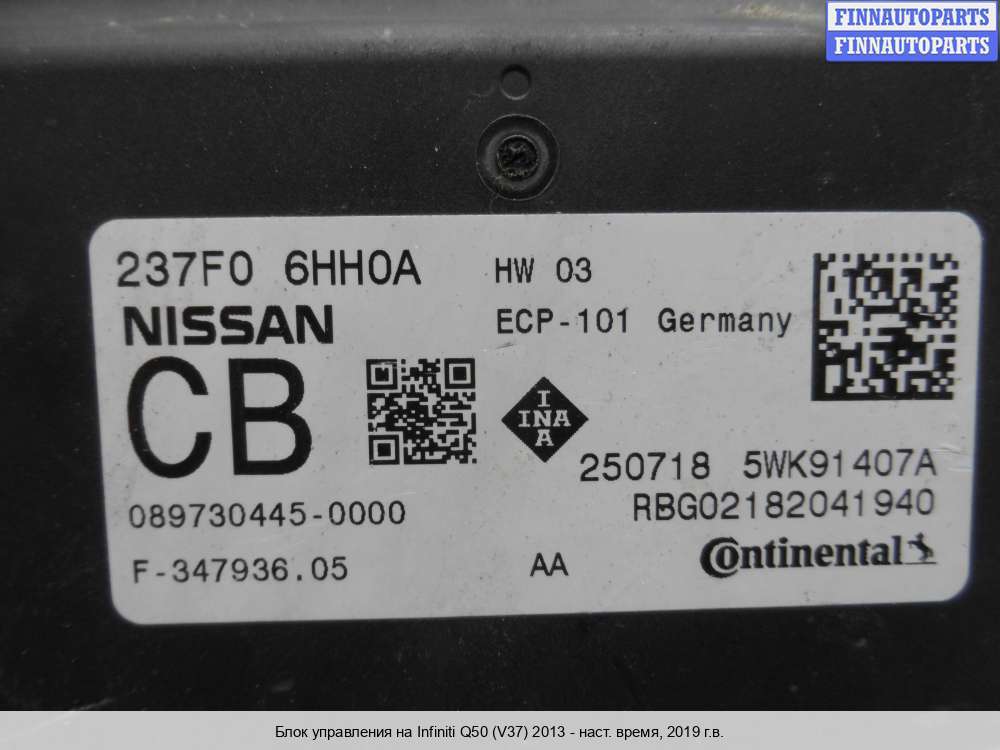 FINNAUTOPARTS
FINNAUTOPARTS
237F0 6HH0A HW 03
NISSAN ECP-101 Germany
CB
INA
INA
250718 5WK91407A
089730445-0000 RBG02182041940
F-347936.05 AA Continental
Блок управления на Infiniti Q50 (V37) 2013 - наст. время, 2019 г.в.